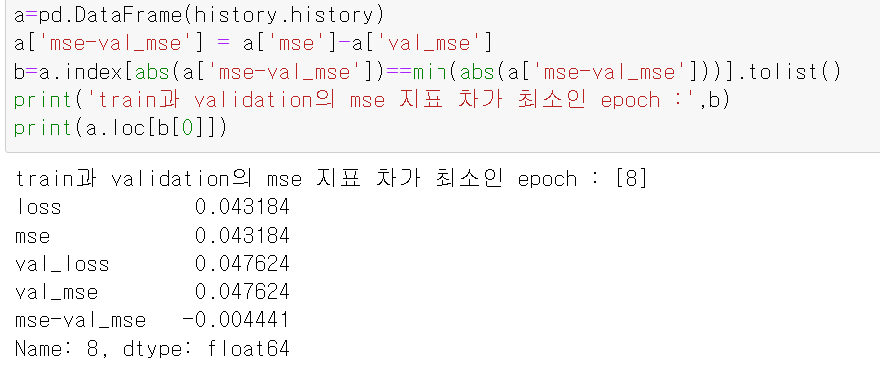 a=pd.DataFrame(history.history)
a['mse-val_mse'] = a['mse']-a['val_mse']
b=a.index[abs(a['mse-val_mse'])==min(abs(a['mse-val_mse']))].tolist()
print('train과 validation의 mse 지표 차가 최소인 epoch :',b)
print(a.loc[b[0]])
train과 validation의 mse 지표 차가 최소인 epoch : [8]
loss 0.043184
mse 0.043184
val_loss 0.047624
val_mse 0.047624
mse-val_mse -0.004441
Name: 8, dtype: float64